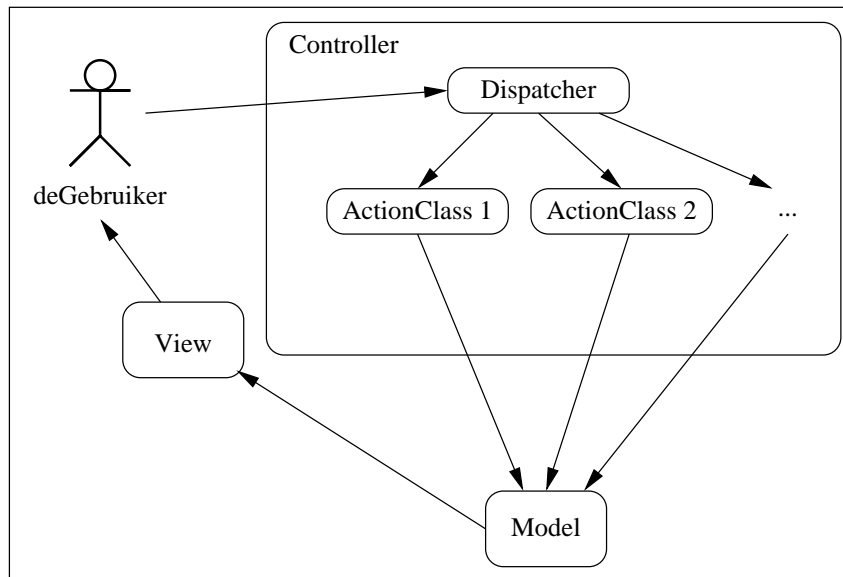 Controller
Dispatcher
deGebruiker
ActionClass 1
ActionClass 2
...
View
Model